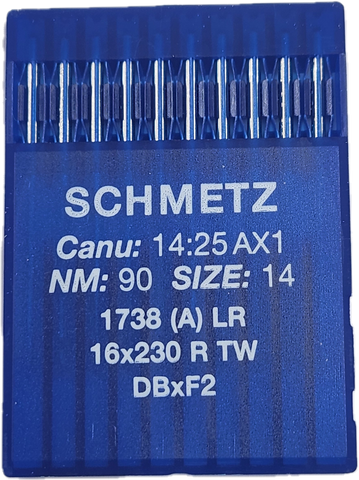 SCHMETZ
Canu: 14:25 AX1
NM: 90 SIZE: 14
1738 (A) LR
16x230 R TW
DBxF2